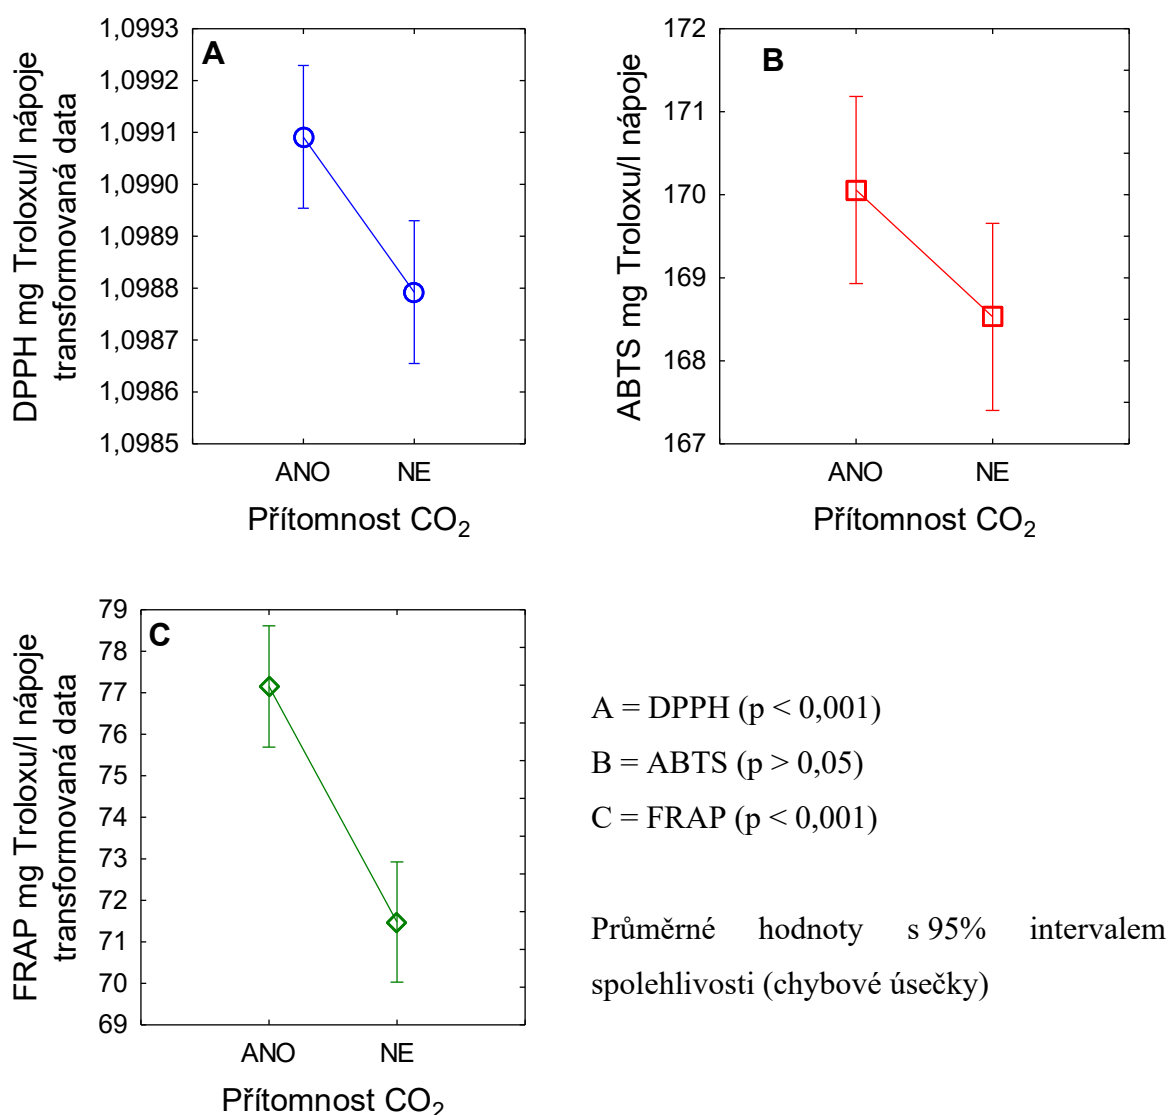 A
DPPH mg Troloxu/l nápoje
transformovaná data
1,0993
1,0992
1,0991
1,0990
1,0989
1,0988
1,0987
1,0986
1,0985
ANO NE
Přítomnost CO₂
B
ABTS mg Troloxu/l nápoje
172
171
170
169
168
167
ANO NE
Přítomnost CO₂
C
FRAP mg Troloxu/l nápoje
transformovaná data
79
78
77
76
75
74
73
72
71
70
69
ANO NE
Přítomnost CO₂
A = DPPH (p < 0,001)
B = ABTS (p > 0,05)
C = FRAP (p < 0,001)
Průměrné hodnoty s 95% intervalem
spolehlivosti (chybové úsečky)